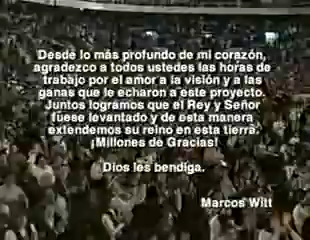 Desde lo más profundo de mi corazón,
agradezco a todos ustedes las horas de
trabajo por el amor a la visión y a las
ganas que le echaron a este proyecto.
Juntos logramos que el Rey y Señor
fuese levantado y de esta manera
extendemos su reino en esta tierra.
¡Millones de Gracias!
Dios les bendiga.
Marcos Witt